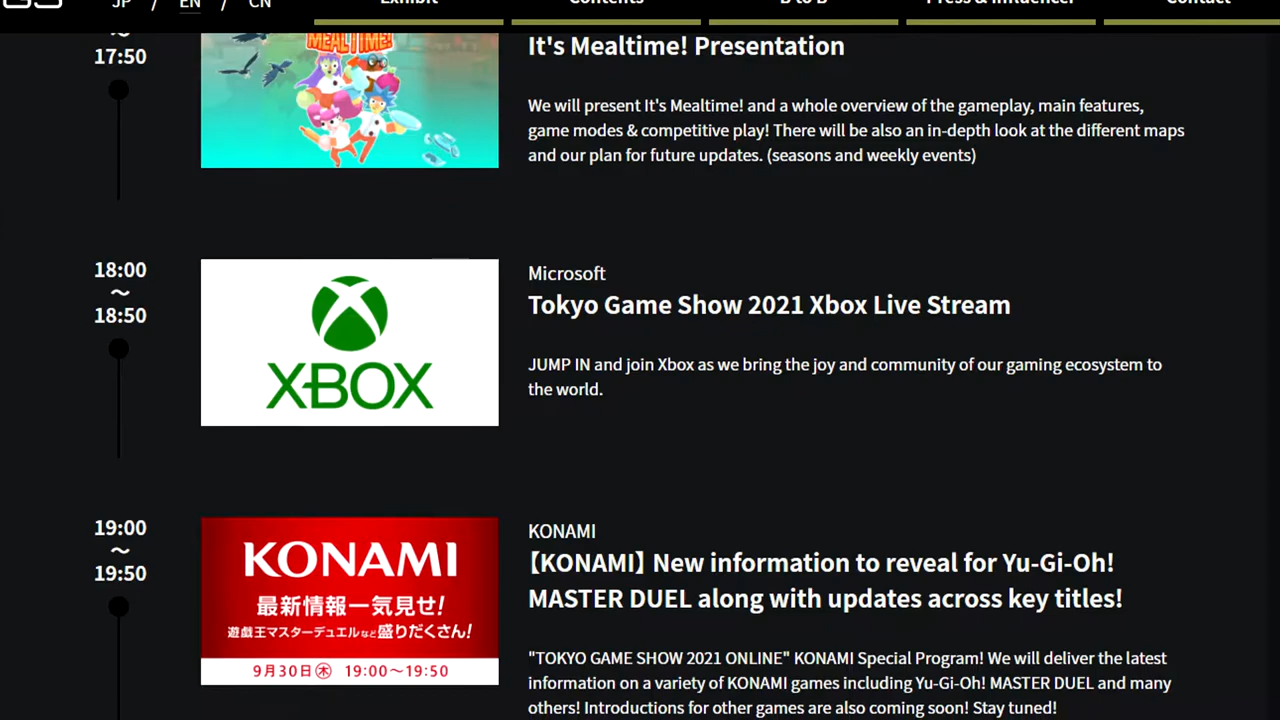 JP / EN / CN
Exhibit
Contents
B to B
Press & Influencer
Contact
~
17:50
MEALTIME!
It's Mealtime! Presentation
We will present It's Mealtime! and a whole overview of the gameplay, main features,
game modes & competitive play! There will be also an in-depth look at the different maps
and our plan for future updates. (seasons and weekly events)
18:00
~
18:50
XBOX
Microsoft
Tokyo Game Show 2021 Xbox Live Stream
JUMP IN and join Xbox as we bring the joy and community of our gaming ecosystem to
the world.
19:00
~
19:50
KONAMI
最新情報一気見せ!
遊戯王マスターデュエルなど盛りだくさん!
9月30日㊍ 19:00〜19:50
KONAMI
【KONAMI】New information to reveal for Yu-Gi-Oh!
MASTER DUEL along with updates across key titles!
"TOKYO GAME SHOW 2021 ONLINE" KONAMI Special Program! We will deliver the latest
information on a variety of KONAMI games including Yu-Gi-Oh! MASTER DUEL and many
others! Introductions for other games are also coming soon! Stay tuned!